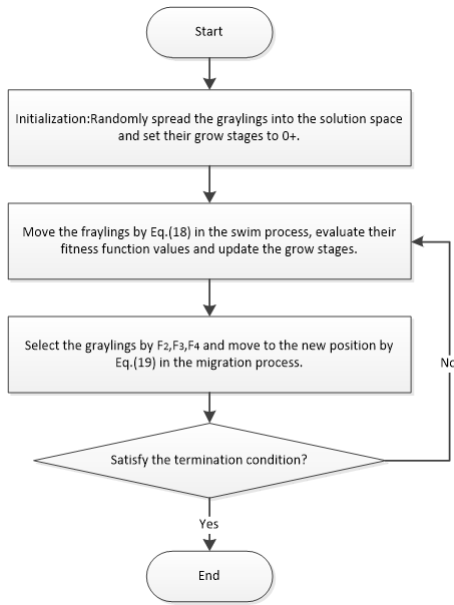 Start
Initialization:Randomly spread the graylings into the solution space
and set their grow stages to 0+.
Move the fraylings by Eq.(18) in the swim process, evaluate their
fitness function values and update the grow stages.
Select the graylings by F2,F3,F4 and move to the new position by
Eq.(19) in the migration process.
No
Satisfy the termination condition?
Yes
End